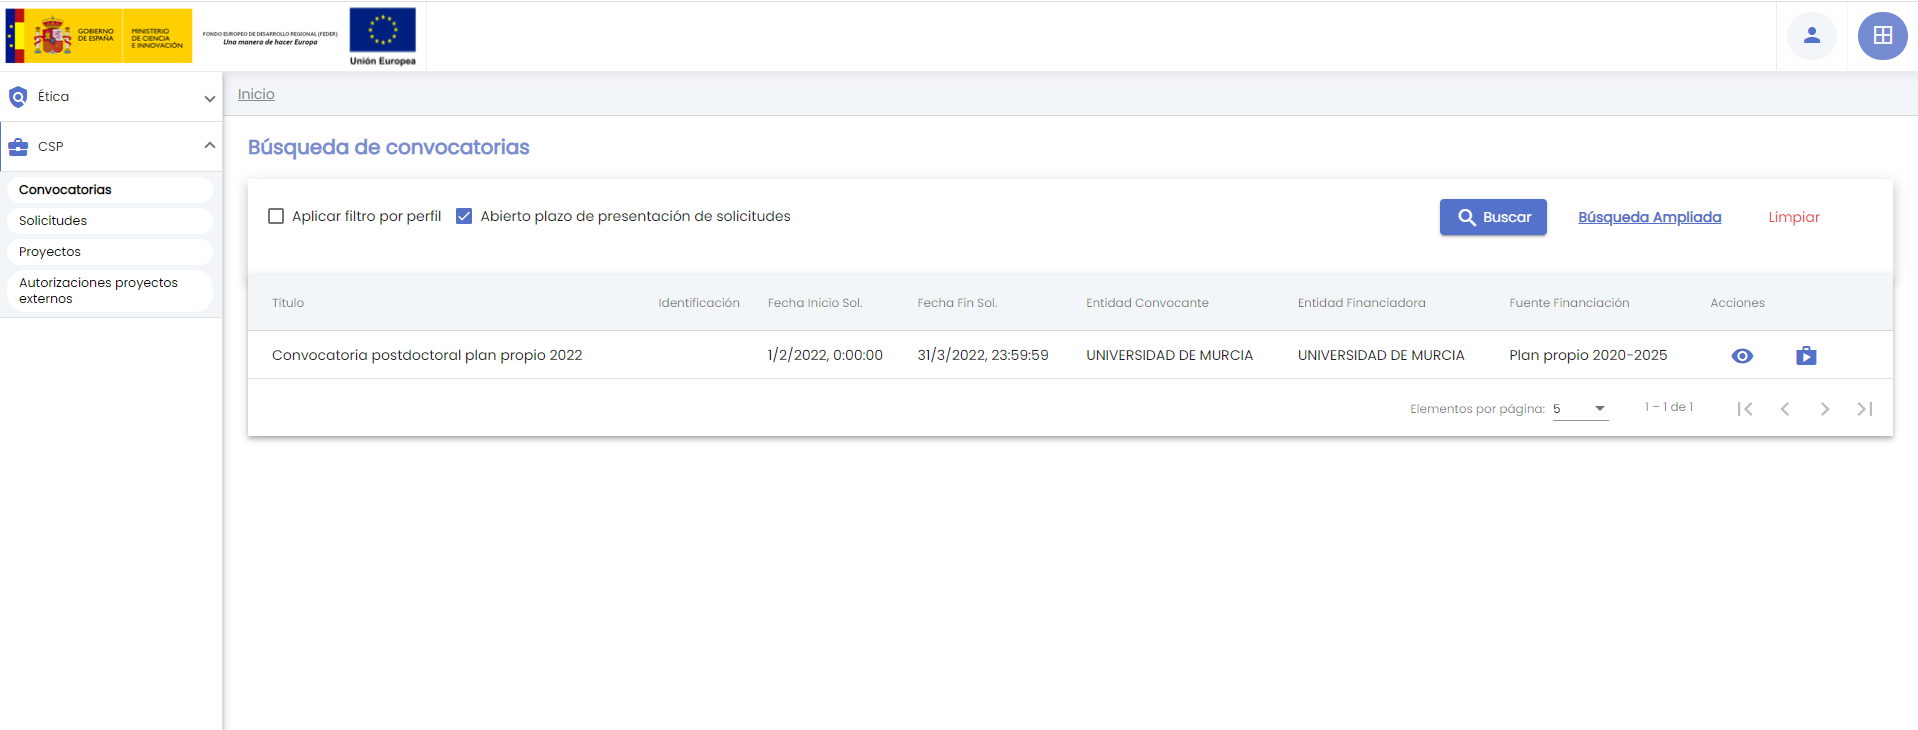 GOBIERNO
DE ESPAÑA
MINISTERIO
DE CIENCIA
E INNOVACIÓN
FONDO EUROPEO DE DESARROLLO REGIONAL (FEDER)
Una manera de hacer Europa
Unión Europea
Ética
CSP
Convocatorias
Solicitudes
Proyectos
Autorizaciones proyectos
externos
Inicio
Búsqueda de convocatorias
Aplicar filtro por perfil Abierto plazo de presentación de solicitudes Buscar Búsqueda Ampliada Limpiar
Título Identificación Fecha Inicio Sol. Fecha Fin Sol. Entidad Convocante Entidad Financiadora Fuente Financiación Acciones
Convocatoria postdoctoral plan propio 2022 1/2/2022, 0:00:00 31/3/2022, 23:59:59 UNIVERSIDAD DE MURCIA UNIVERSIDAD DE MURCIA Plan propio 2020-2025
Elementos por página: 5 1 – 1 de 1